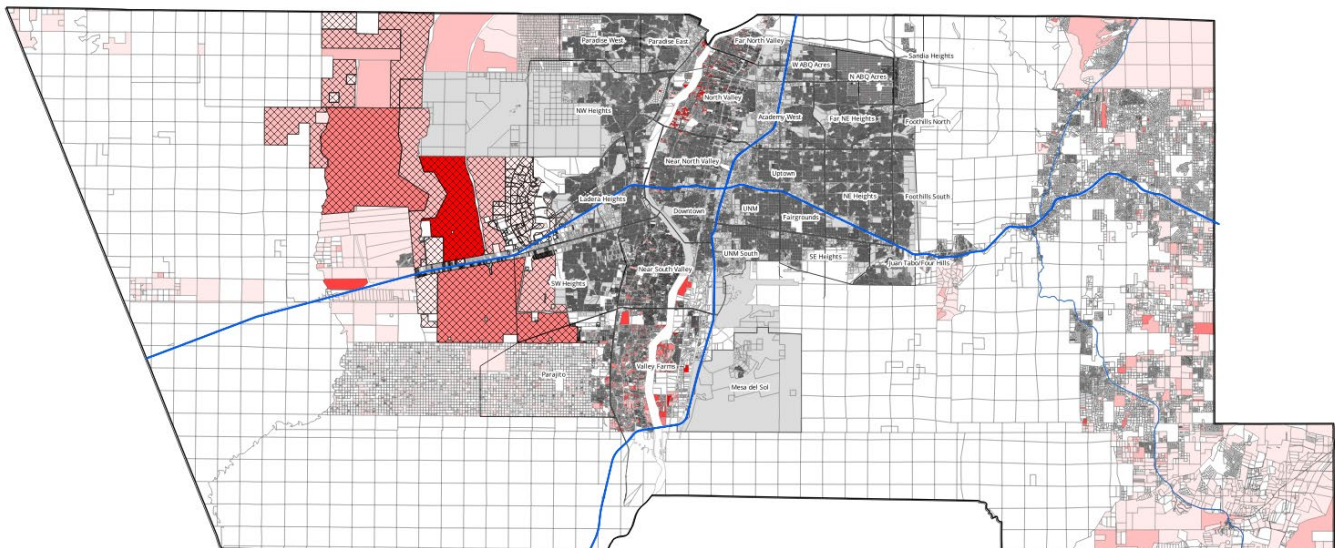 Paradise West
Paradise East
Far North Valley
Sandia Heights
W ABQ Acres
N ABQ Acres
NW Heights
North Valley
Academy West
Far NE Heights
Foothills North
Near North Valley
Uptown
Ladera Heights
Downtown
UNM
NE Heights
Foothills South
Fairgrounds
UNM South
SE Heights
Juan Tabo/Four Hills
Near South Valley
SW Heights
Parajito
Valley Farms
Mesa del Sol